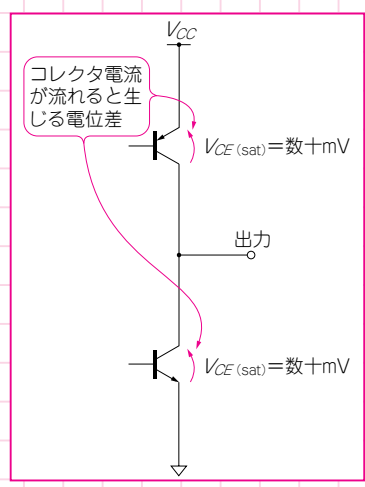 VCC
コレクタ電流
が流れると生
じる電位差
VCE (sat)＝数十mV
出力
VCE (sat)＝数十mV